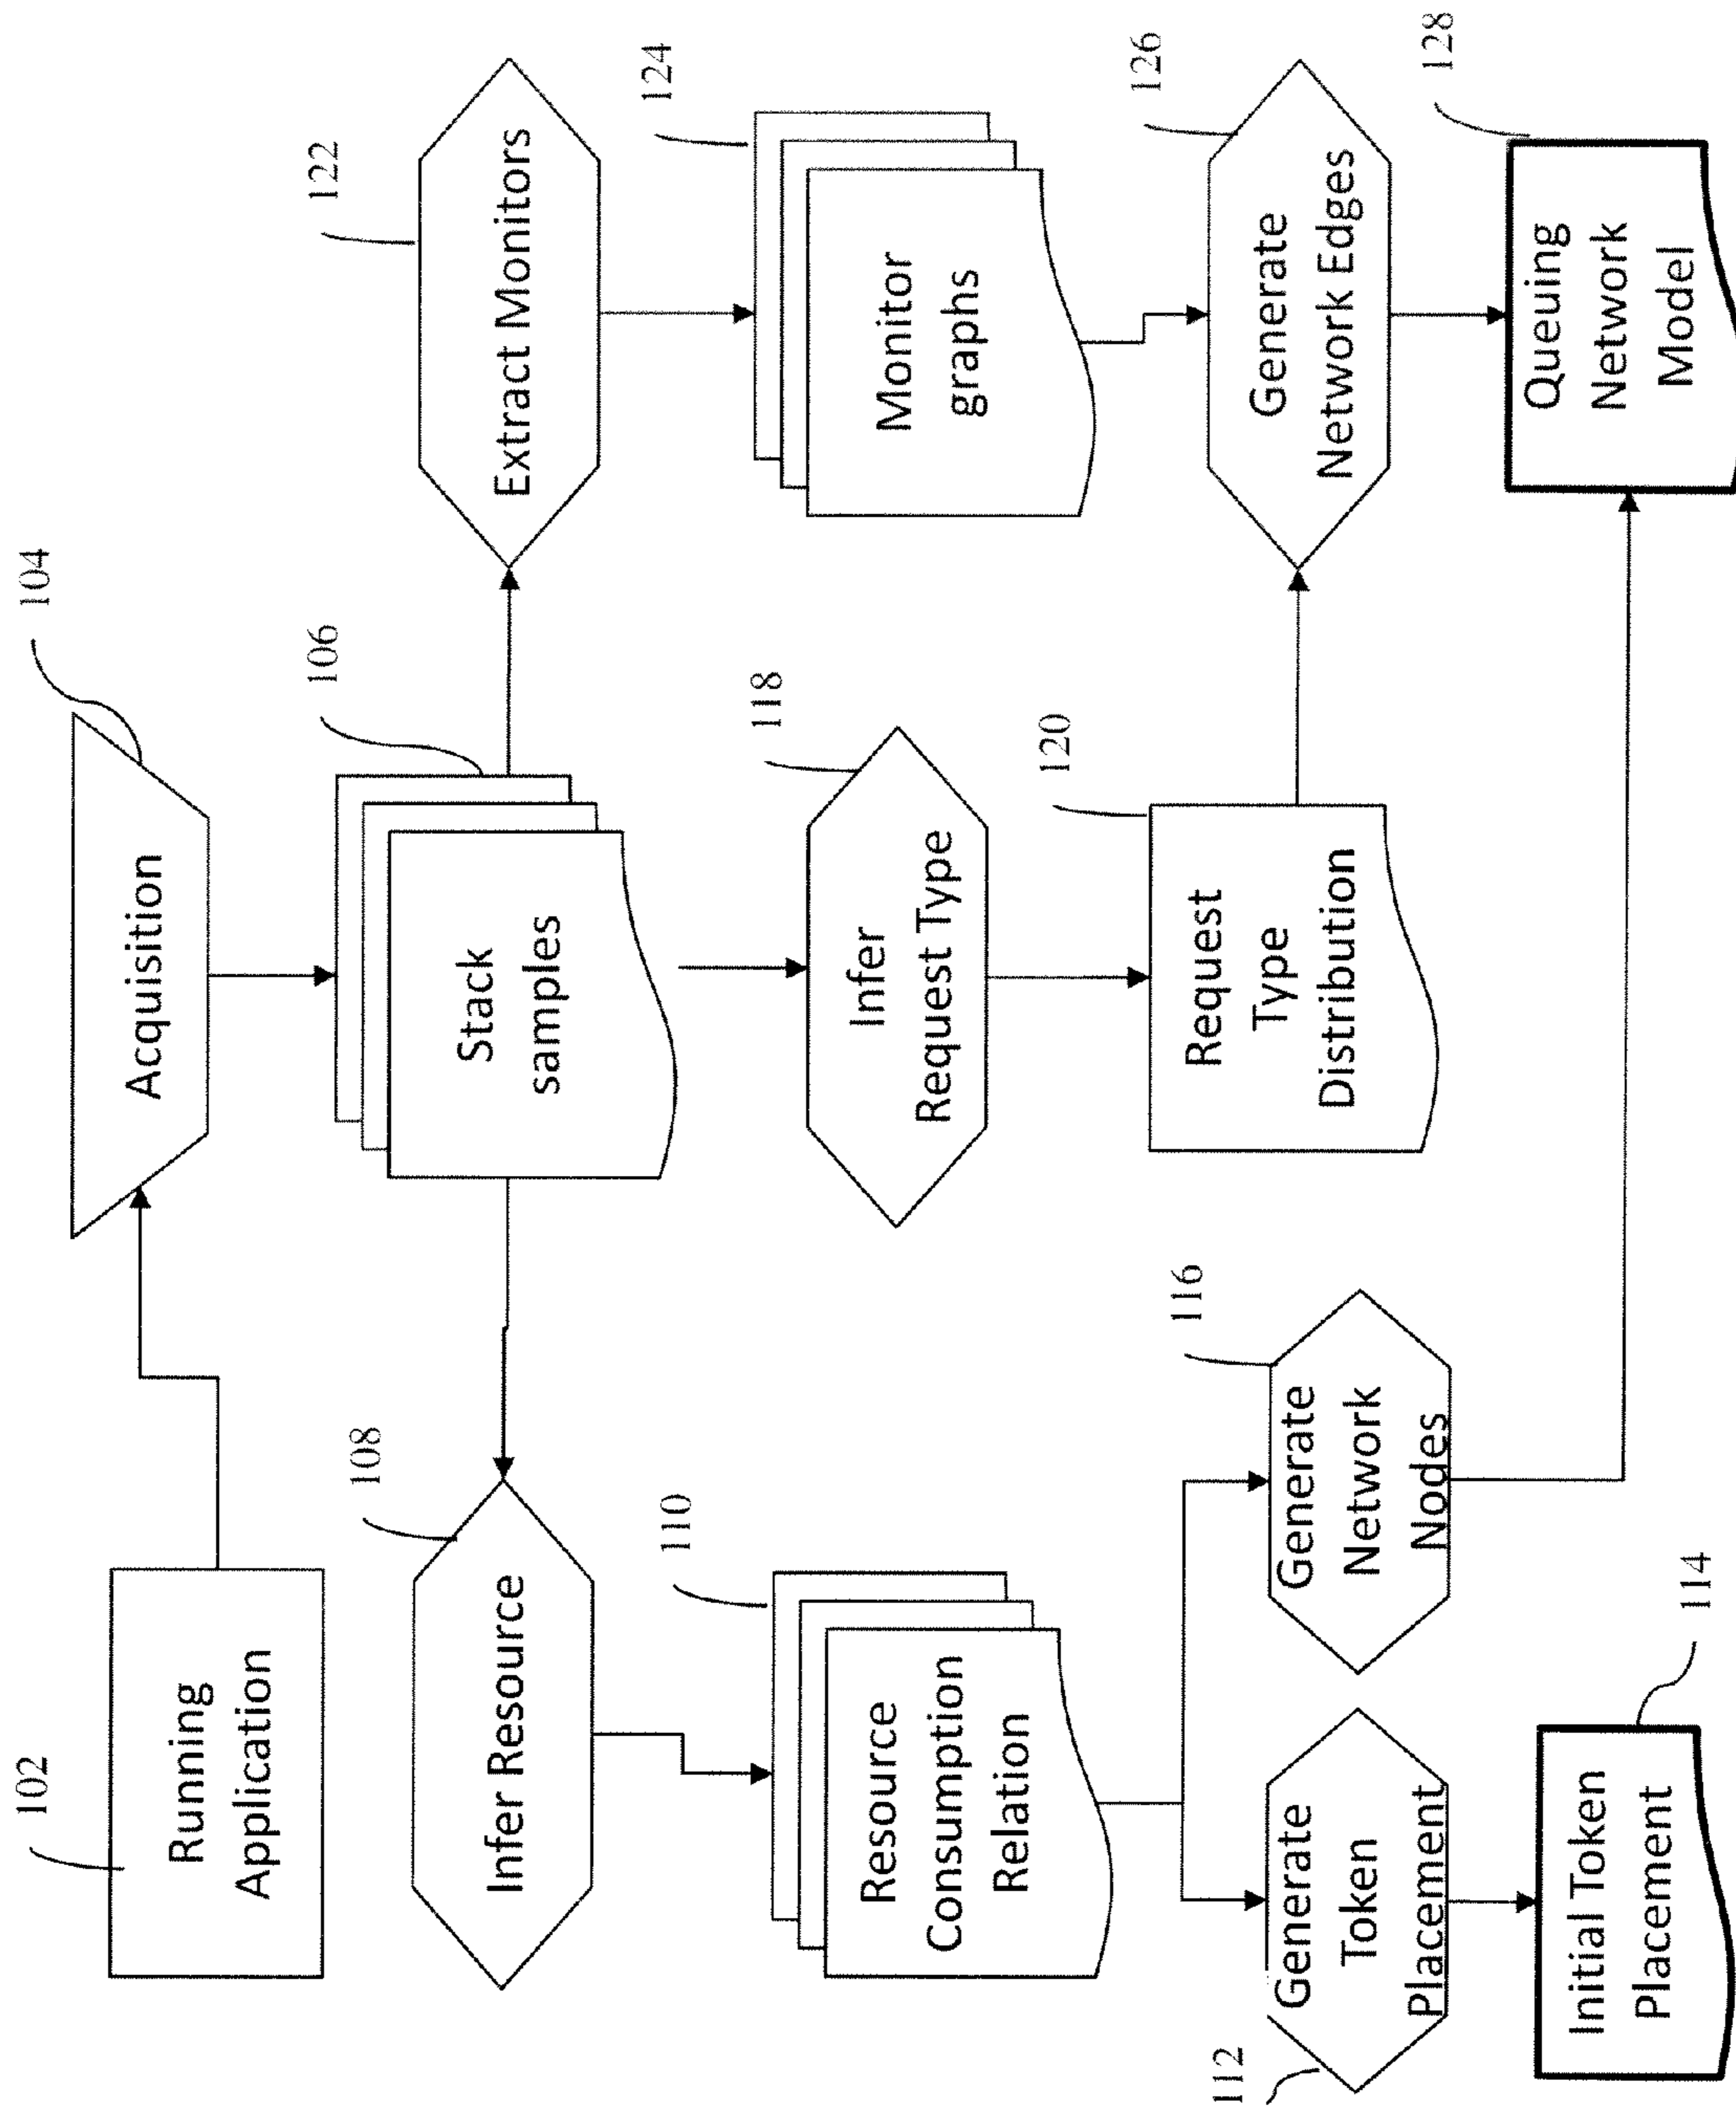 102
Running
Application
Acquisition
104
Stack
samples
106
108
Infer Resource
122
Extract Monitors
110
Resource
Consumption
Relation
118
Infer
Request Type
124
Monitor
graphs
112
Generate
Token
Placement
116
Generate
Network
Nodes
120
Request
Type
Distribution
126
Generate
Network Edges
114
Initial Token
Placement
128
Queuing
Network
Model